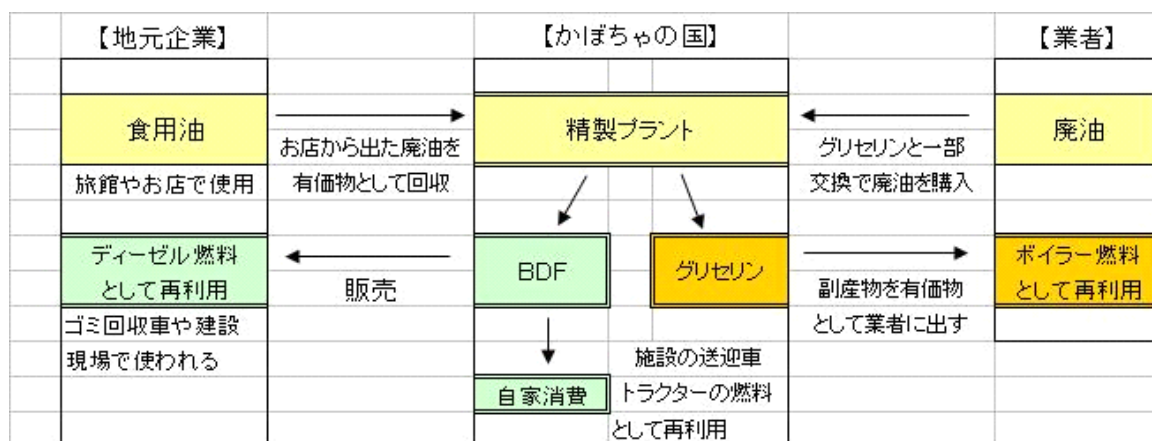 【地元企業】
【かぼちゃの国】
【業者】
食用油
お店から出た廃油を
有価物として回収
精製プラント
グリセリンと一部
交換で廃油を購入
廃油
旅館やお店で使用
ディーゼル燃料
として再利用
販売
BDF
グリセリン
副産物を有価物
として業者に出す
ボイラー燃料
として再利用
ゴミ回収車や建設
現場で使われる
自家消費
施設の送迎車
トラクターの燃料
として再利用